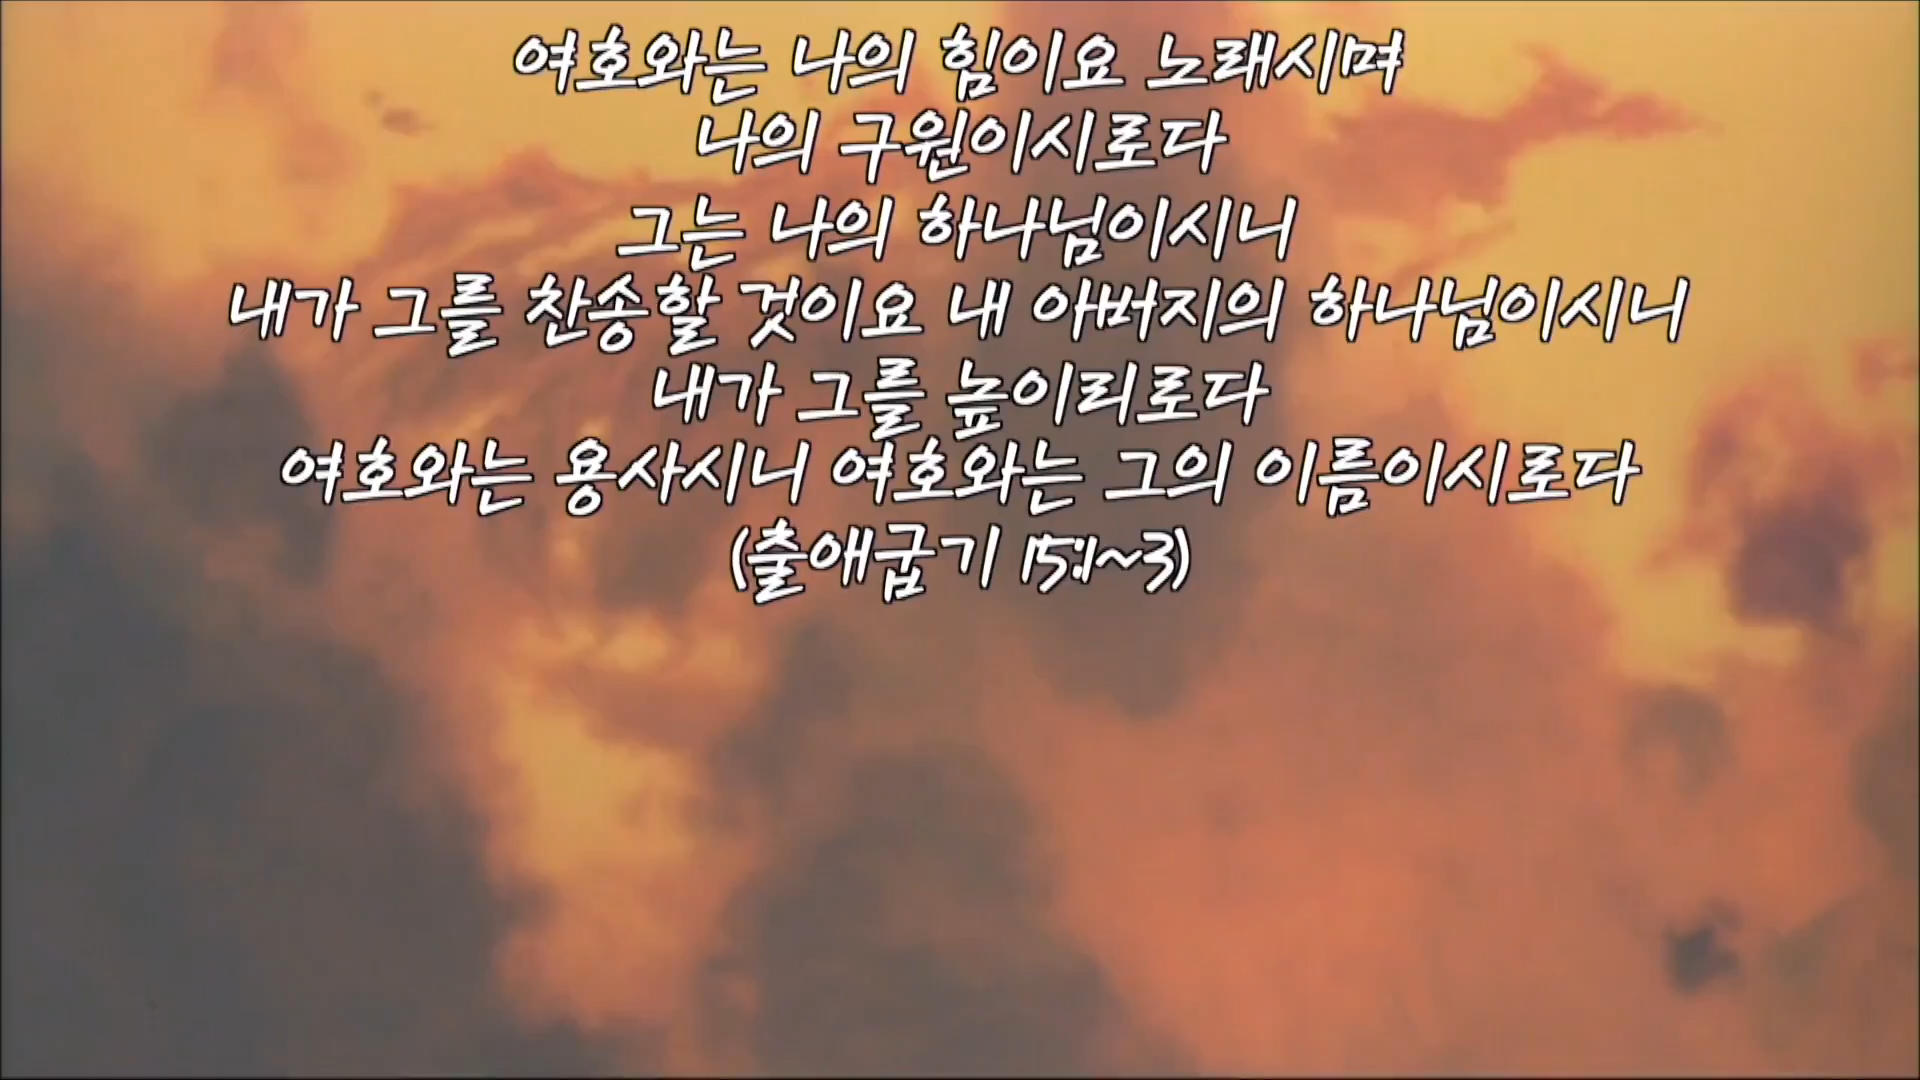 여호와는 나의 힘이요 노래시며
나의 구원이시로다
그는 나의 하나님이시니
내가 그를 찬송할 것이요 내 아버지의 하나님이시니
내가 그를 높이리로다
여호와는 용사시니 여호와는 그의 이름이시로다
(출애굽기 15:1~3)